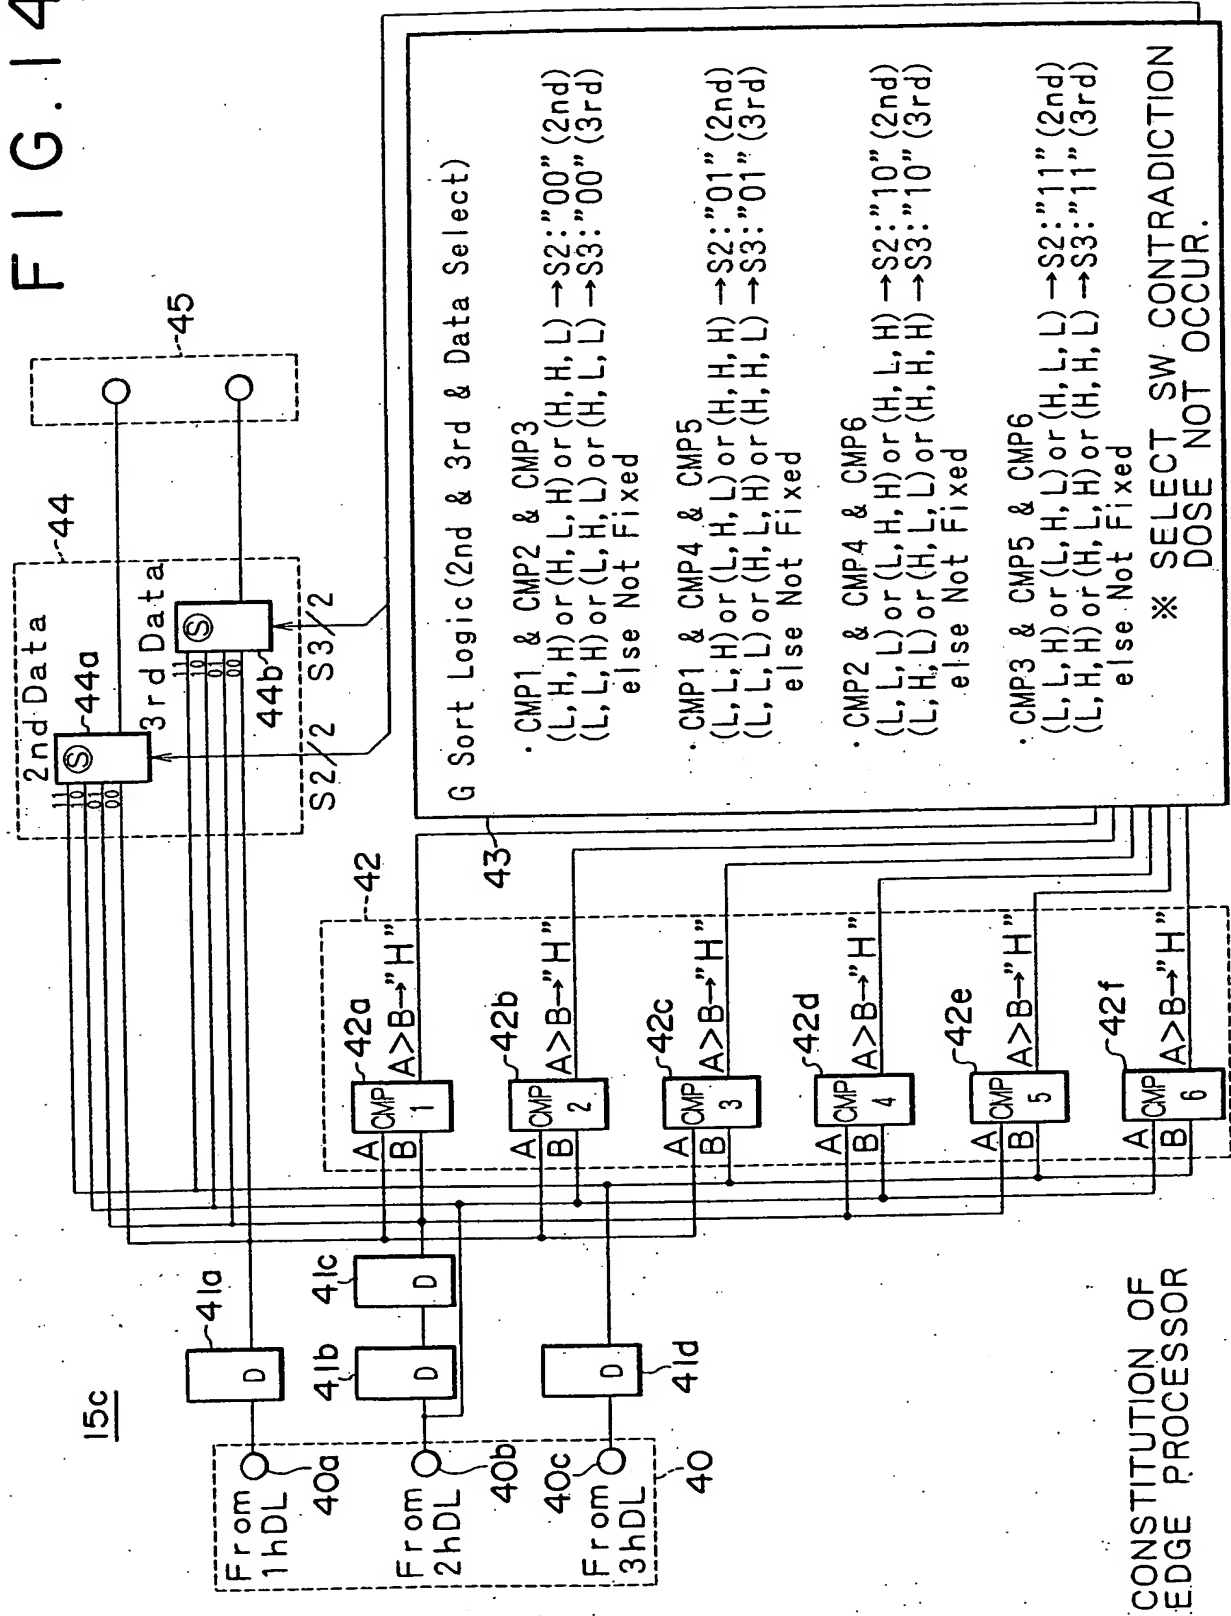 FIG.14
15c
From
1hDL
40a
From
2hDL
40b
From
3hDL
40c
40
41a
D
41b
D
41c
D
41d
D
42
42a
A
B
CMP
1
A>B→"H"
42b
A
B
CMP
2
A>B→"H"
42c
A
B
CMP
3
A>B→"H"
42d
A
B
CMP
4
A>B→"H"
42e
A
B
CMP
5
A>B→"H"
42f
A
B
CMP
6
A>B→"H"
44
2nd Data
44a
S
11
10
01
00
3rd Data
44b
S
11
10
01
00
S2/2
S3/2
45
43
G Sort Logic(2nd & 3rd & Data Select)
· CMP1 & CMP2 & CMP3
(L,H,H)or(H,L,H)or(H,H,L)→S2:"00"(2nd)
(L,L,H)or(L,H,L)or(H,L,L)→S3:"00"(3rd)
else Not Fixed
· CMP1 & CMP4 & CMP5
(L,L,H)or(L,H,L)or(H,H,H)→S2:"01"(2nd)
(L,L,L)or(H,L,H)or(H,H,L)→S3:"01"(3rd)
else Not Fixed
· CMP2 & CMP4 & CMP6
(L,L,L)or(L,H,H)or(H,L,H)→S2:"10"(2nd)
(L,H,L)or(H,L,L)or(H,H,H)→S3:"10"(3rd)
else Not Fixed
· CMP3 & CMP5 & CMP6
(L,L,H)or(L,H,L)or(H,L,L)→S2:"11"(2nd)
(L,H,H)or(H,L,H)or(H,H,L)→S3:"11"(3rd)
else Not Fixed
※ SELECT SW CONTRADICTION
DOSE NOT OCCUR.
CONSTITUTION OF
EDGE PROCESSOR